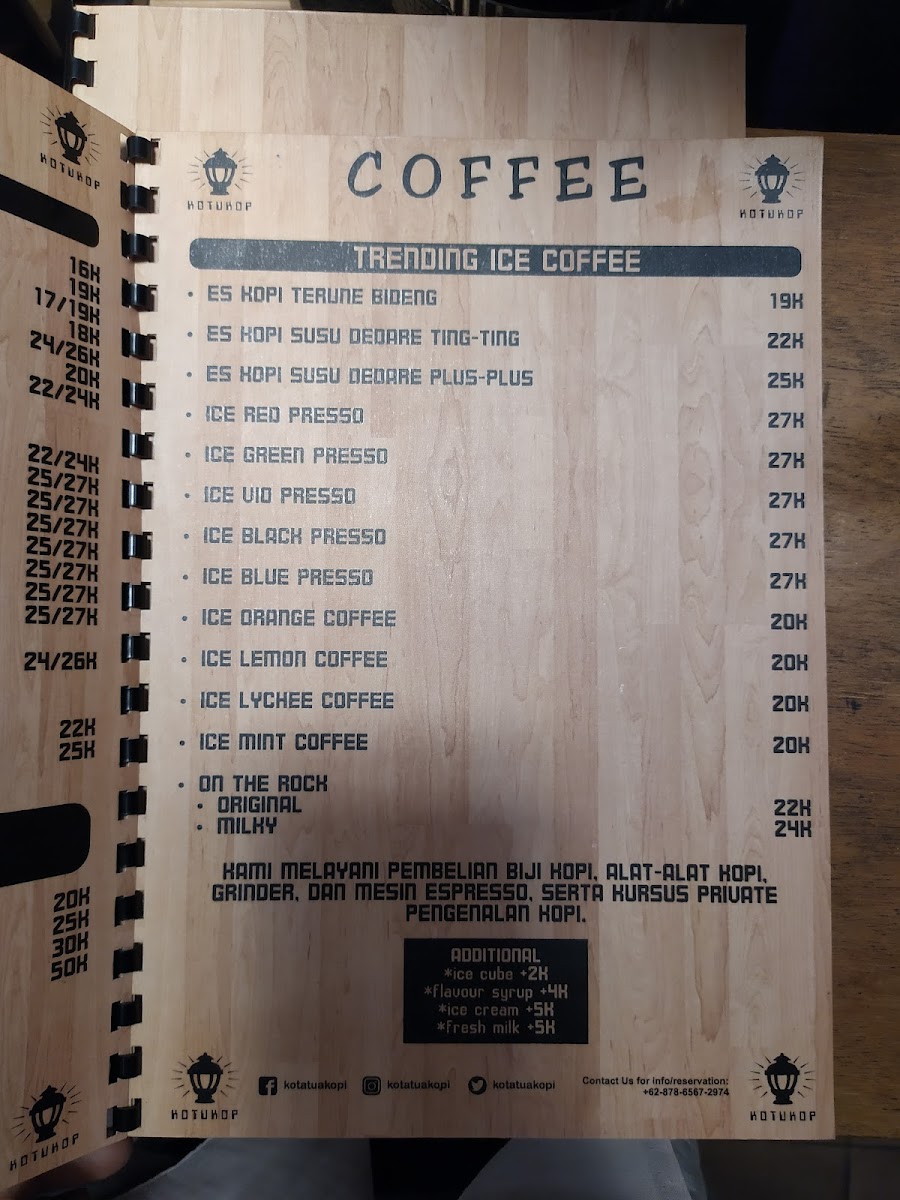 KOTUKOP
16K
19K
17/19K
18K
24/26K
20K
22/24K
22/24K
25/27K
25/27K
25/27K
25/27K
25/27K
25/27K
25/27K
24/26K
22K
25K
20K
25K
30K
50K
KOTUKOP
KOTUKOP
COFFEE
KOTUKOP
TRENDING ICE COFFEE
• ES KOPI TERUNE BIDENG 19K
• ES KOPI SUSU DEDARE TING-TING 22K
• ES KOPI SUSU DEDARE PLUS-PLUS 25K
• ICE RED PRESSO 27K
• ICE GREEN PRESSO 27K
• ICE VIO PRESSO 27K
• ICE BLACK PRESSO 27K
• ICE BLUE PRESSO 27K
• ICE ORANGE COFFEE 20K
• ICE LEMON COFFEE 20K
• ICE LYCHEE COFFEE 20K
• ICE MINT COFFEE 20K
• ON THE ROCK
• ORIGINAL 22K
• MILKY 24K
KAMI MELAYANI PEMBELIAN BIJI KOPI, ALAT-ALAT KOPI,
GRINDER, DAN MESIN ESPRESSO, SERTA KURSUS PRIVATE
PENGENALAN KOPI.
ADDITIONAL
*ice cube +2K
*flavour syrup +4K
*ice cream +5K
*fresh milk +5K
KOTUKOP
kotatuakopi kotatuakopi kotatuakopi
Contact Us for info/reservation:
+62-878-6567-2974
KOTUKOP